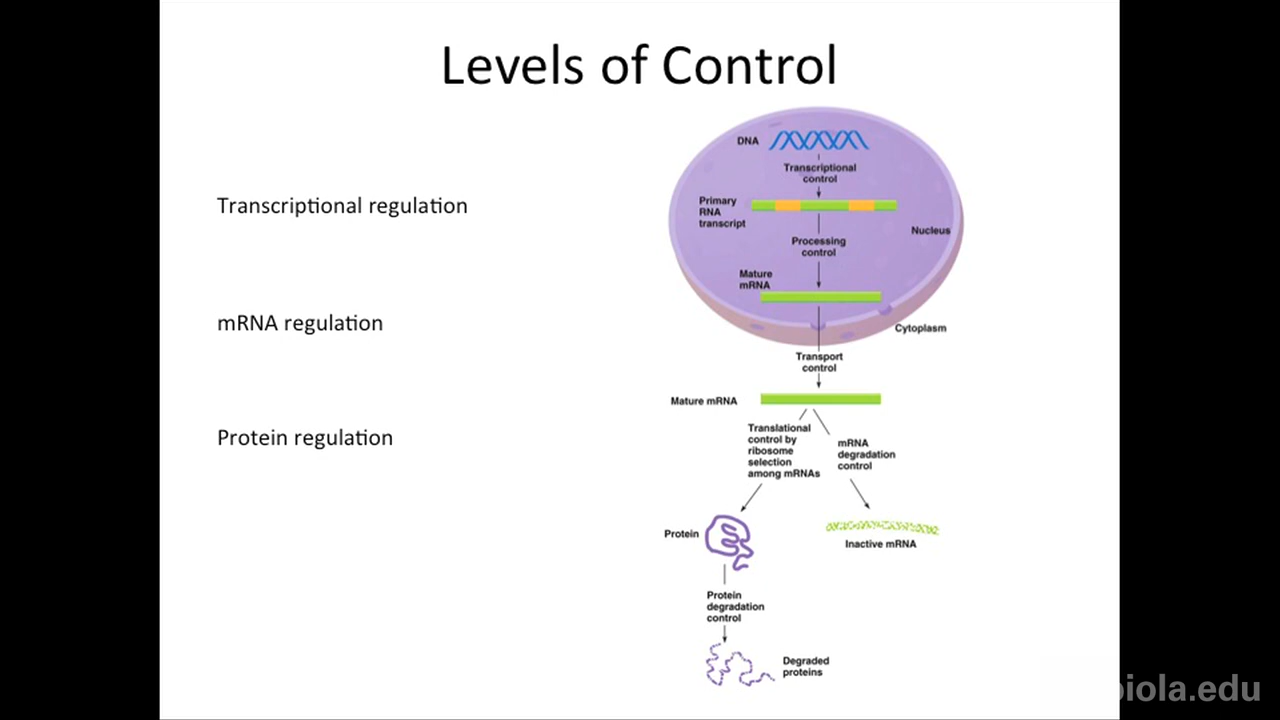 Levels of Control
Transcriptional regulation
mRNA regulation
Protein regulation
DNA
Transcriptional
control
Primary
RNA
transcript
Nucleus
Processing
control
Mature
mRNA
Cytoplasm
Transport
control
Mature mRNA
Translational
control by
ribosome
selection
among mRNAs
mRNA
degradation
control
Protein
Inactive mRNA
Protein
degradation
control
Degraded
proteins
biola.edu